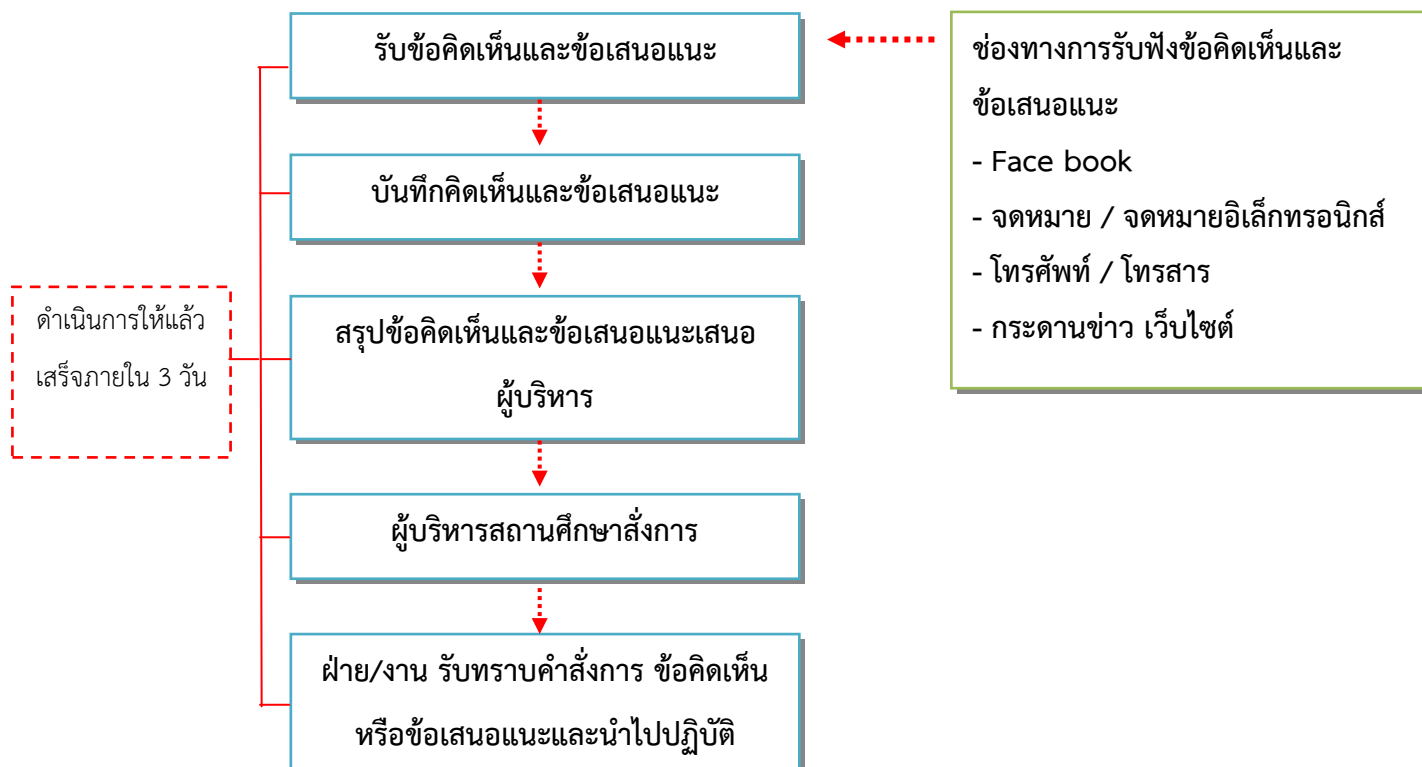 รับข้อคิดเห็นและข้อเสนอแนะ
บันทึกคิดเห็นและข้อเสนอแนะ
สรุปข้อคิดเห็นและข้อเสนอแนะเสนอ
ผู้บริหาร
ผู้บริหารสถานศึกษาสั่งการ
ฝ่าย/งาน รับทราบคำสั่งการ ข้อคิดเห็น
หรือข้อเสนอแนะและนำไปปฏิบัติ
ดำเนินการให้แล้ว
เสร็จภายใน 3 วัน
ช่องทางการรับฟังข้อคิดเห็นและ
ข้อเสนอแนะ
- Face book
- จดหมาย / จดหมายอิเล็กทรอนิกส์
- โทรศัพท์ / โทรสาร
- กระดานข่าว เว็บไซต์